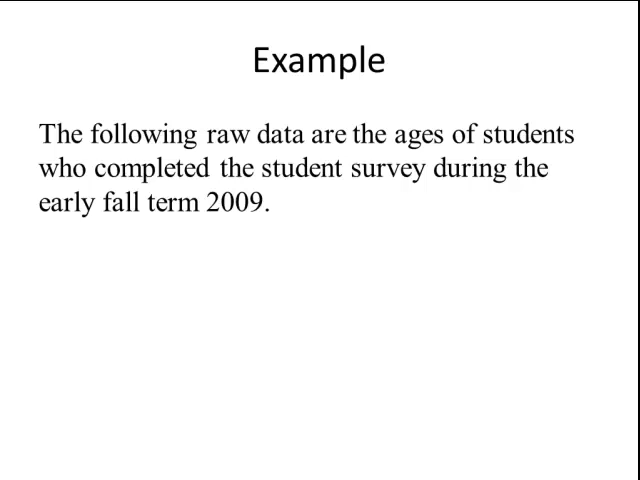 Example
The following raw data are the ages of students
who completed the student survey during the
early fall term 2009.